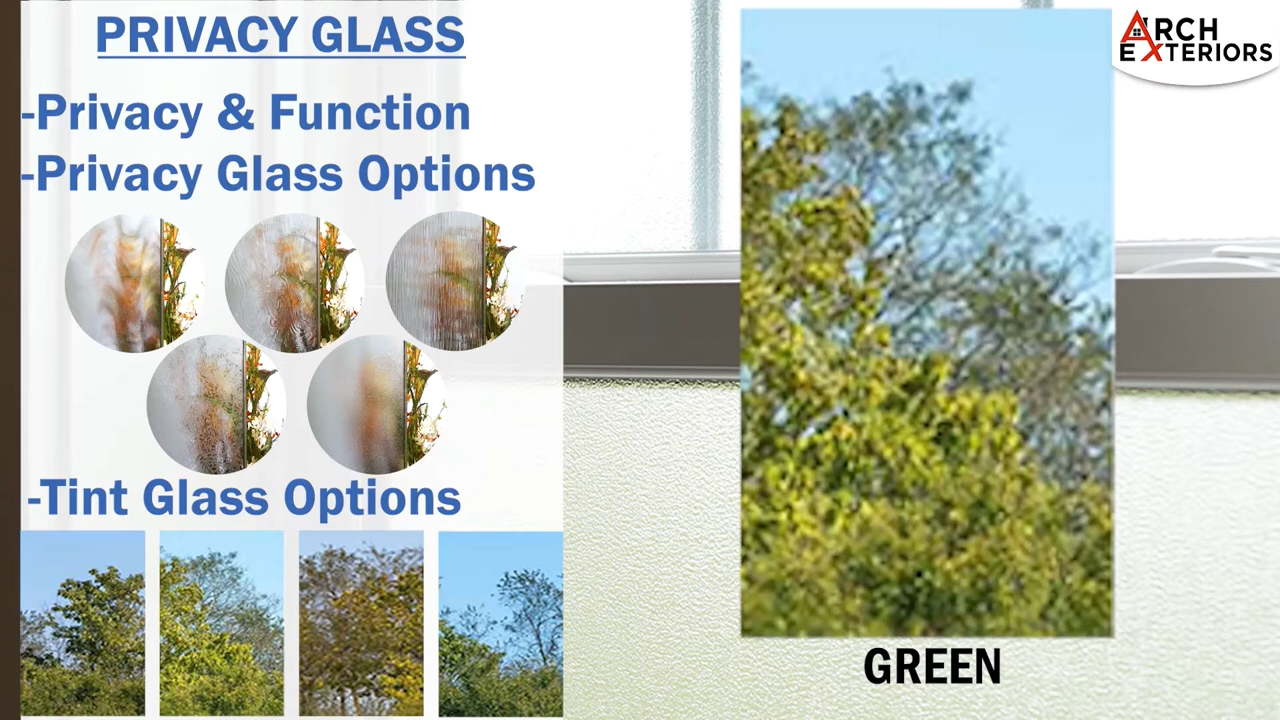 PRIVACY GLASS
-Privacy & Function
-Privacy Glass Options
-Tint Glass Options
ARCH
EXTERIORS
GREEN